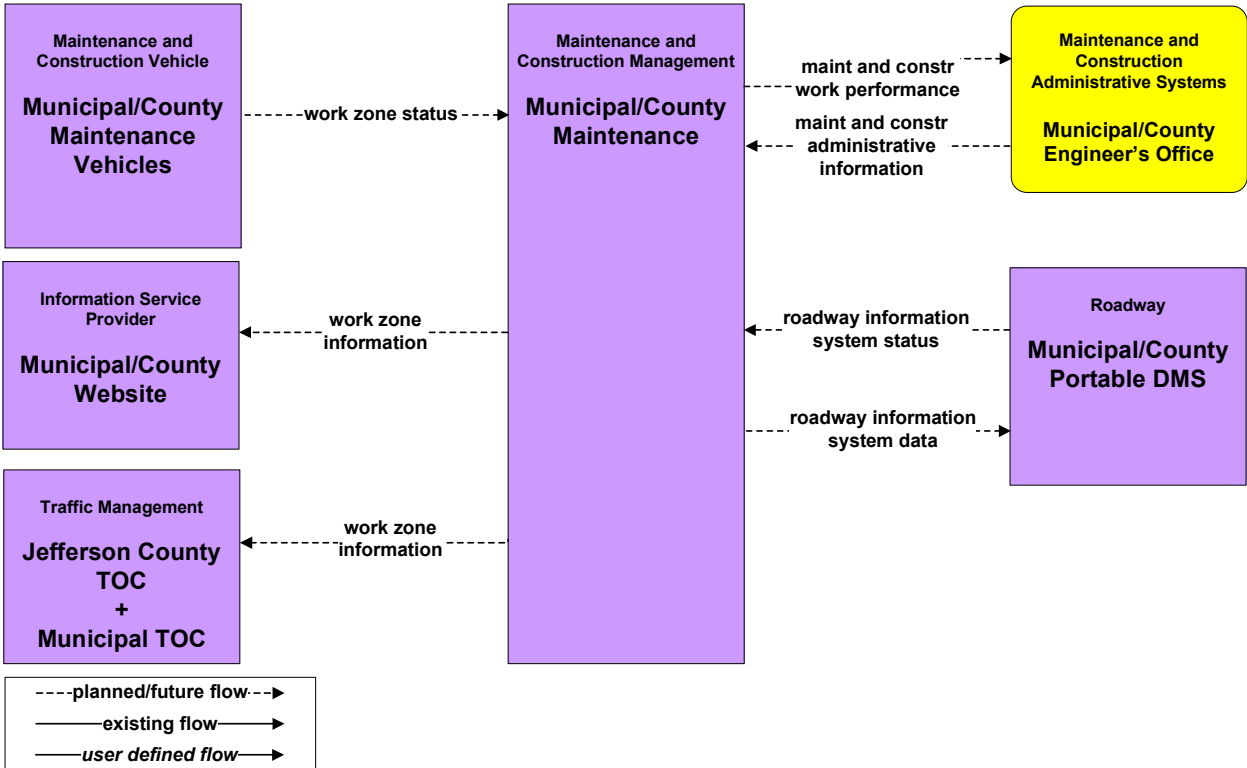 Maintenance and
Construction Vehicle
Municipal/County
Maintenance
Vehicles
work zone status
Maintenance and
Construction Management
Municipal/County
Maintenance
maint and constr
work performance
maint and constr
administrative
information
Maintenance and
Construction
Administrative Systems
Municipal/County
Engineer's Office
Information Service
Provider
Municipal/County
Website
work zone
information
roadway information
system status
roadway information
system data
Roadway
Municipal/County
Portable DMS
Traffic Management
Jefferson County
TOC
+
Municipal TOC
work zone
information
planned/future flow
existing flow
user defined flow